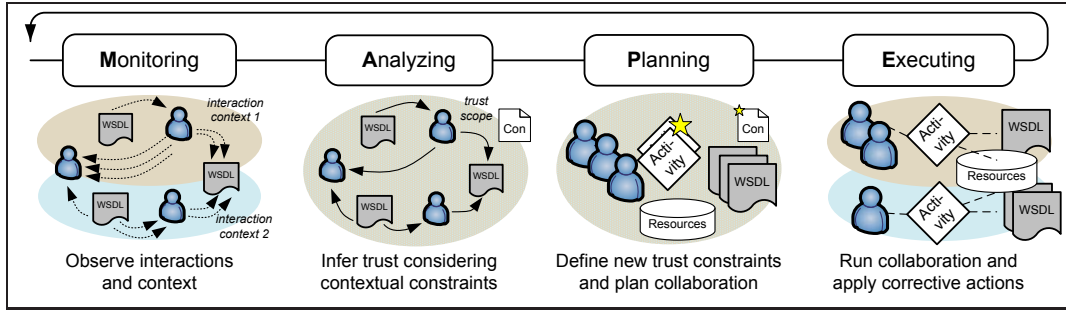 Monitoring
Analyzing
Planning
Executing
interaction
context 1
WSDL
WSDL
WSDL
interaction
context 2
trust
scope
Con
WSDL
WSDL
WSDL
Con
Acti-
vity
WSDL
Resources
Acti-
vity
WSDL
Resources
Acti-
vity
WSDL
Observe interactions
and context
Infer trust considering
contextual constraints
Define new trust constraints
and plan collaboration
Run collaboration and
apply corrective actions